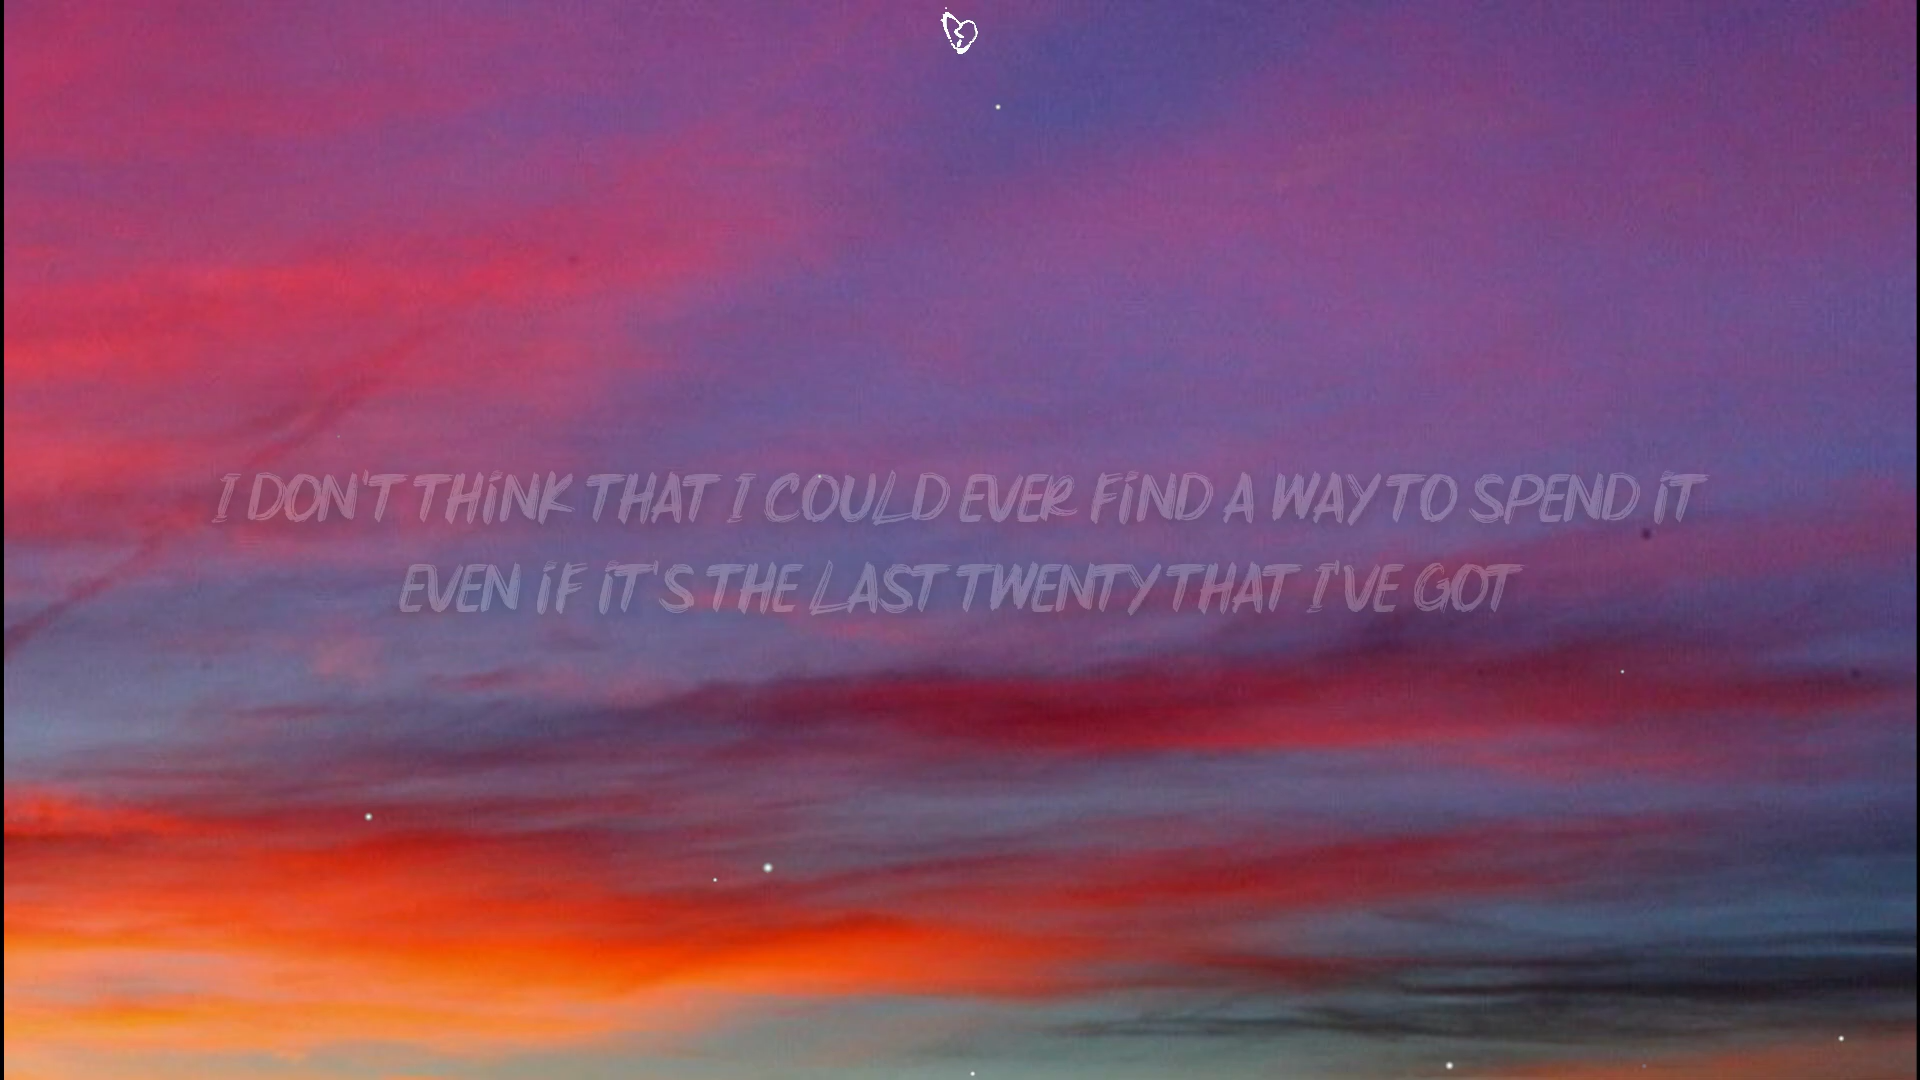 I DON'T THINK THAT I COULD EVER FIND A WAY TO SPEND IT
EVEN IF IT'S THE LAST TWENTY THAT I'VE GOT